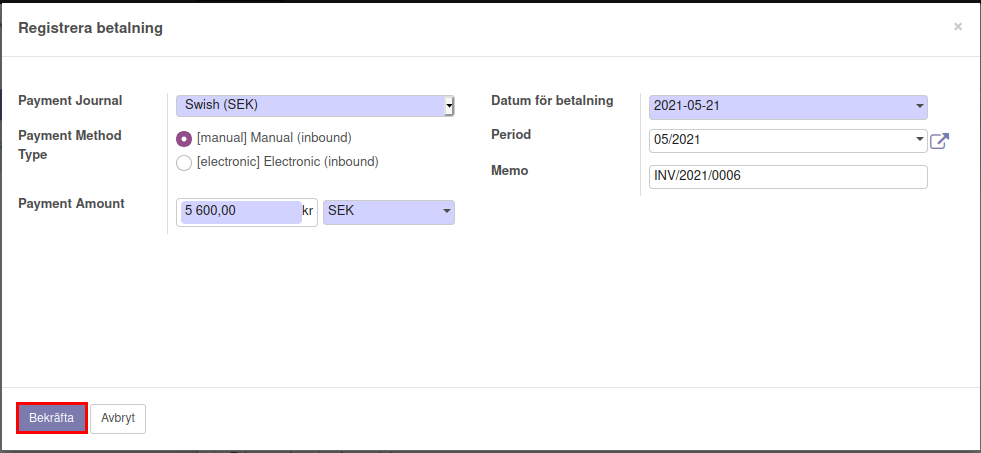 Registrera betalning
×
Payment Journal
Swish (SEK)
Payment Method
Type
[manual] Manual (inbound)
[electronic] Electronic (inbound)
Payment Amount
5 600,00 kr SEK
Datum för betalning
2021-05-21
Period
05/2021
Memo
INV/2021/0006
Bekräfta Avbryt